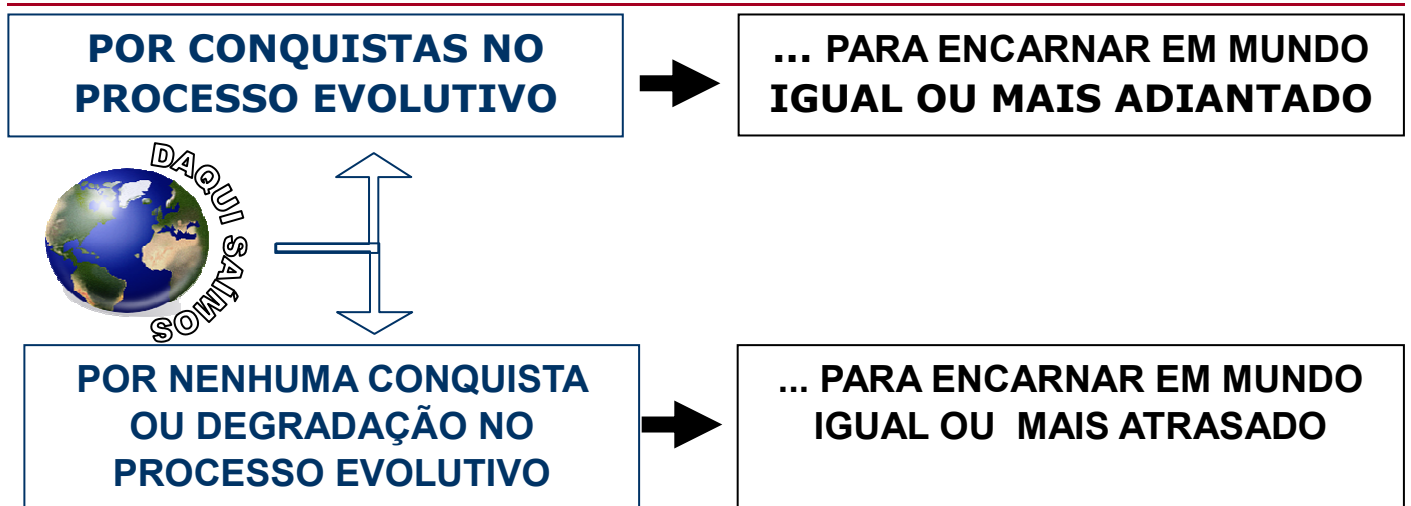 POR CONQUISTAS NO
PROCESSO EVOLUTIVO
... PARA ENCARNAR EM MUNDO
IGUAL OU MAIS ADIANTADO
DAQUI SAÍMOS
POR NENHUMA CONQUISTA
OU DEGRADAÇÃO NO
PROCESSO EVOLUTIVO
... PARA ENCARNAR EM MUNDO
IGUAL OU MAIS ATRASADO